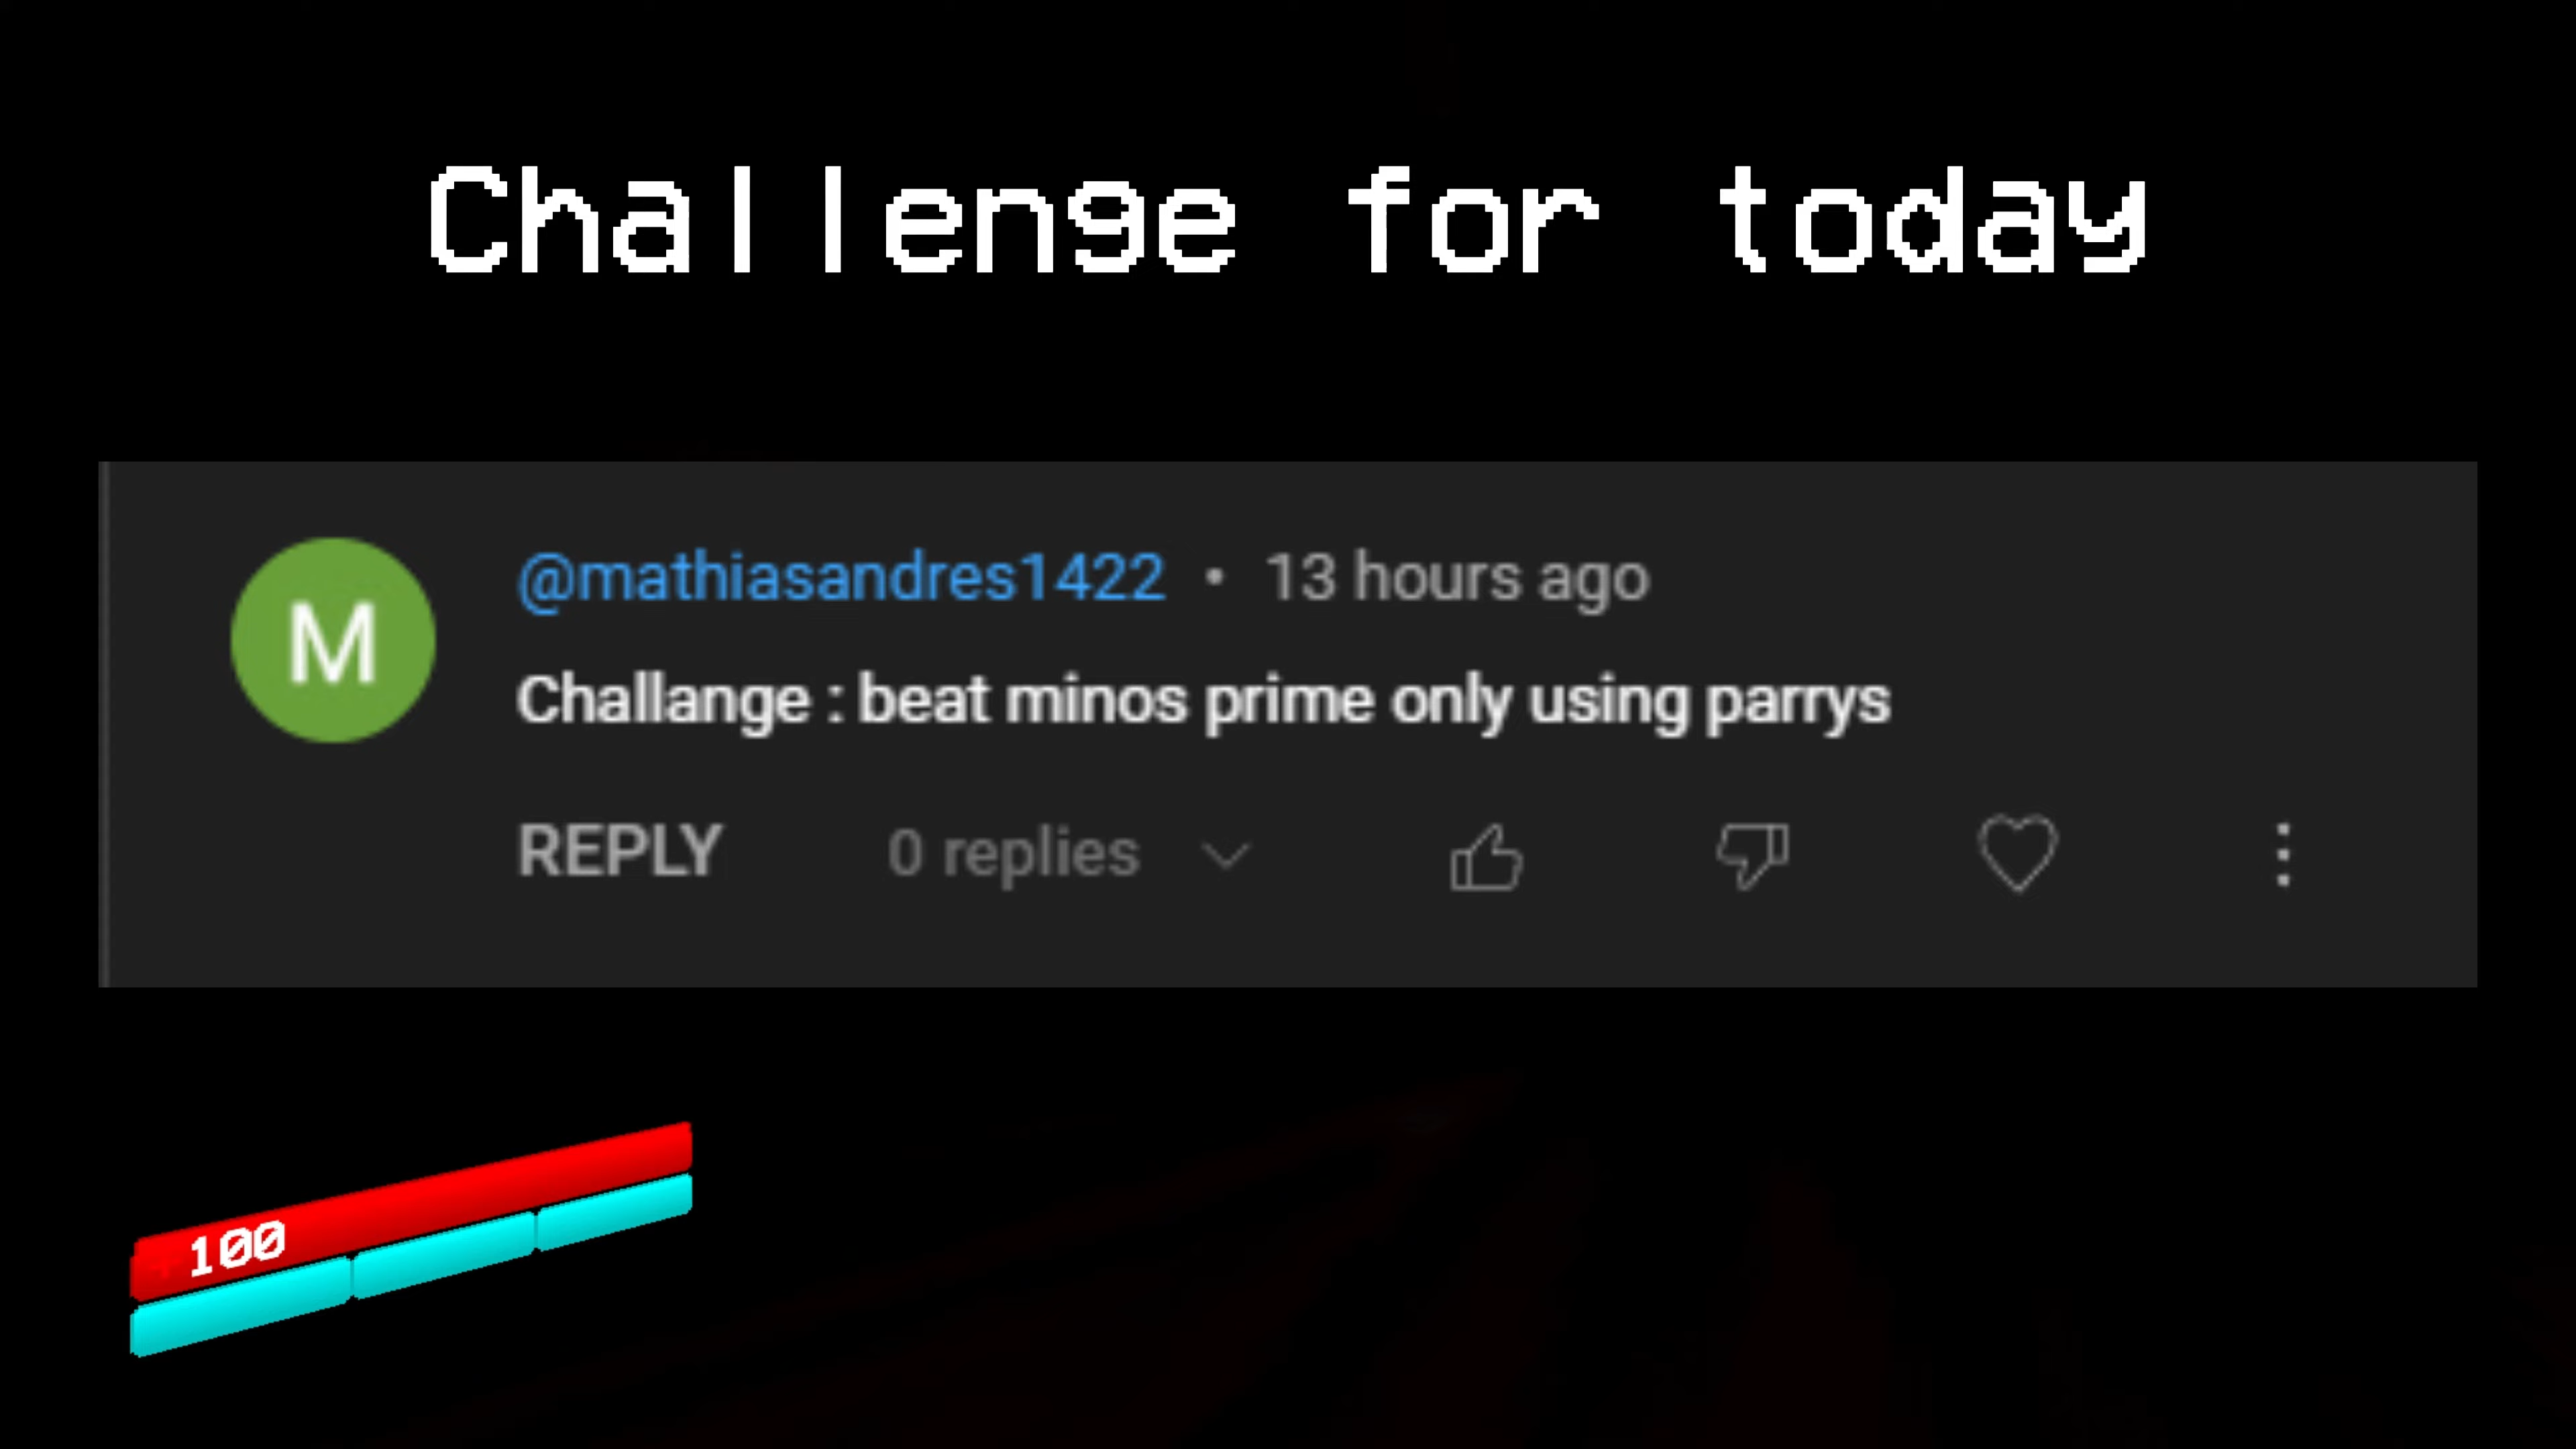 Challenge for today
M
@mathiasandres1422 • 13 hours ago
Challange : beat minos prime only using parrys
REPLY 0 replies
+100